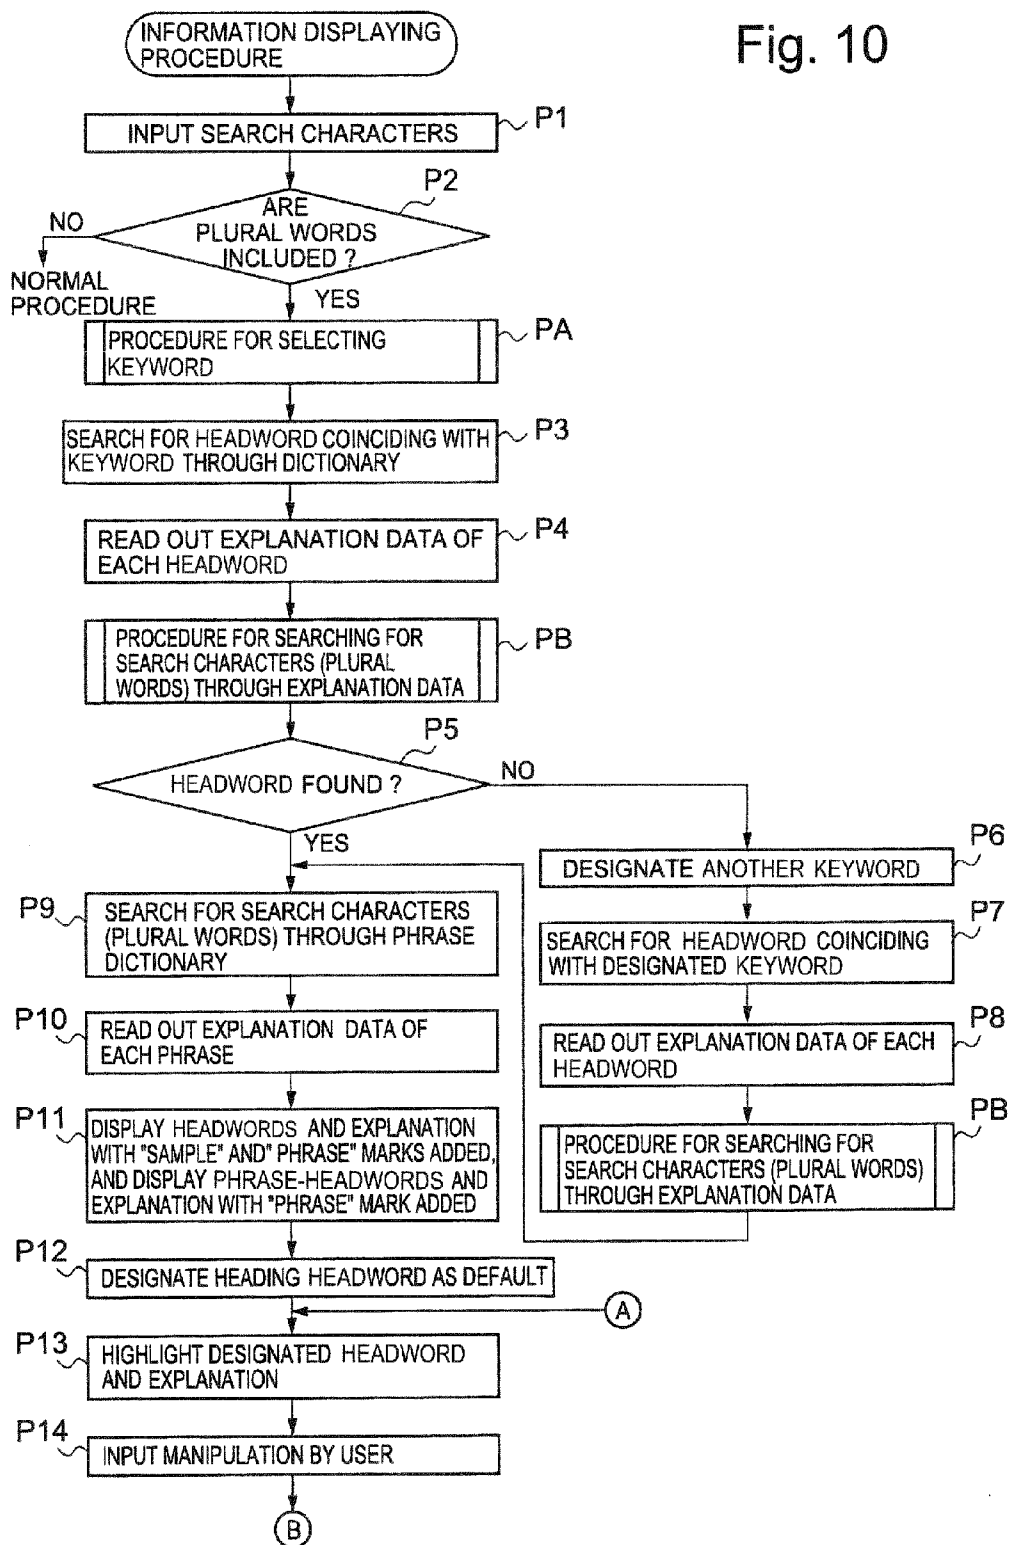 INFORMATION DISPLAYING
PROCEDURE
Fig. 10
INPUT SEARCH CHARACTERS
P1
ARE
PLURAL WORDS
INCLUDED ?
P2
NO
NORMAL
PROCEDURE
YES
PROCEDURE FOR SELECTING
KEYWORD
PA
SEARCH FOR HEADWORD COINCIDING WITH
KEYWORD THROUGH DICTIONARY
P3
READ OUT EXPLANATION DATA OF
EACH HEADWORD
P4
PROCEDURE FOR SEARCHING FOR
SEARCH CHARACTERS (PLURAL
WORDS) THROUGH EXPLANATION DATA
PB
HEADWORD FOUND ?
P5
NO
YES
DESIGNATE ANOTHER KEYWORD
P6
SEARCH FOR HEADWORD COINCIDING
WITH DESIGNATED KEYWORD
P7
READ OUT EXPLANATION DATA OF EACH
HEADWORD
P8
PROCEDURE FOR SEARCHING FOR
SEARCH CHARACTERS (PLURAL WORDS)
THROUGH EXPLANATION DATA
PB
P9
SEARCH FOR SEARCH CHARACTERS
(PLURAL WORDS) THROUGH PHRASE
DICTIONARY
P10
READ OUT EXPLANATION DATA OF
EACH PHRASE
P11
DISPLAY HEADWORDS AND EXPLANATION
WITH "SAMPLE" AND" PHRASE" MARKS ADDED,
AND DISPLAY PHRASE-HEADWORDS AND
EXPLANATION WITH "PHRASE" MARK ADDED
P12
DESIGNATE HEADING HEADWORD AS DEFAULT
A
P13
HIGHLIGHT DESIGNATED HEADWORD
AND EXPLANATION
P14
INPUT MANIPULATION BY USER
B